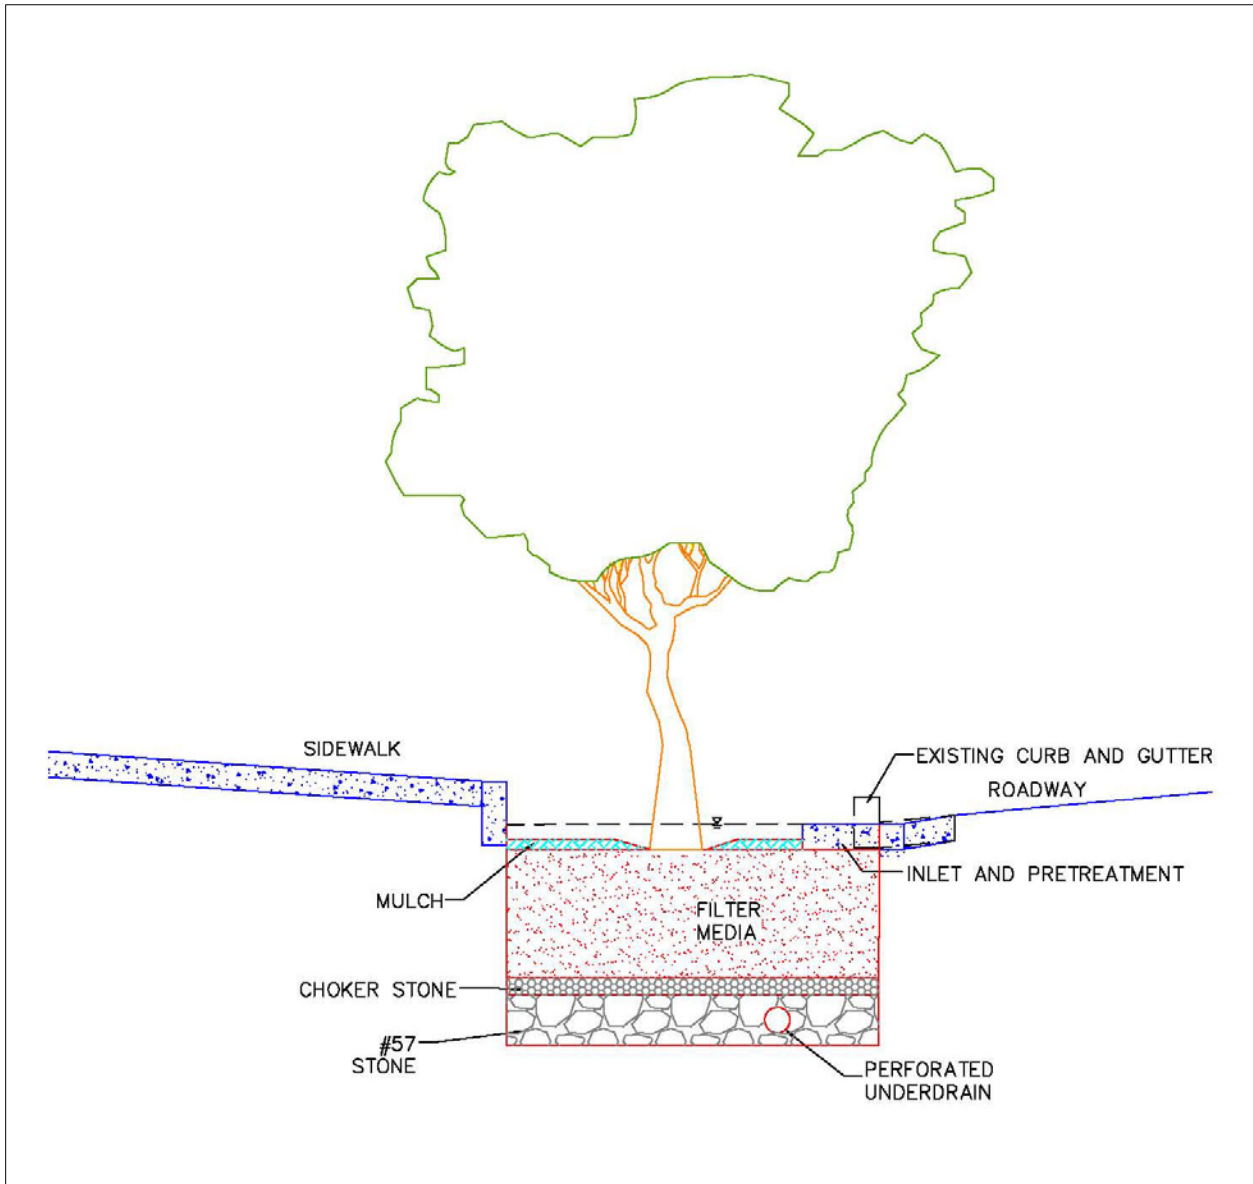 SIDEWALK
EXISTING CURB AND GUTTER
ROADWAY
INLET AND PRETREATMENT
MULCH
FILTER
MEDIA
CHOKER STONE
#57
STONE
PERFORATED
UNDERDRAIN